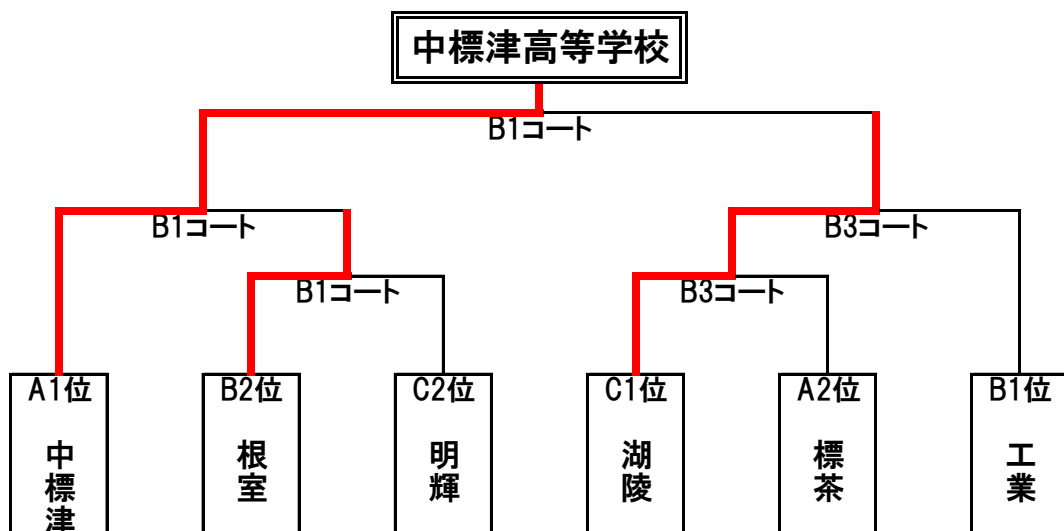 中標津高等学校
B1コート
B1コート
B3コート
B1コート
B3コート
A1位
B2位
C2位
C1位
A2位
B1位
中標津
根室
明輝
湖陵
標茶
工業